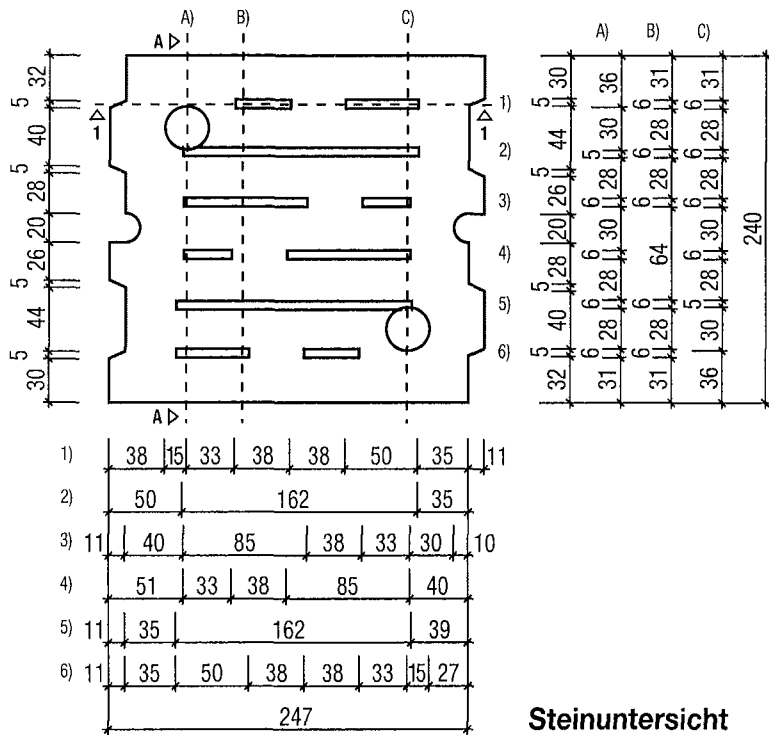 A) B) C)
A ▷
A) B) C)
32 5 40 5 28 20 26 5 44 5 30
△ 1
△ 1
1)
2)
3)
4)
5)
6)
30 5 44 5 26 20 28 5 40 5 32
36 30 5 28 6 30 6 28 6 28 6 31
31 6 28 6 28 6 64 6 28 6 31
31 6 28 6 28 6 30 6 28 6 30 36
240
A ▷
1) 38 15 33 38 38 50 35 11
2) 50 162 35
3) 11 40 85 38 33 30 10
4) 51 33 38 85 40
5) 11 35 162 39
6) 11 35 50 38 38 33 15 27
247
Steinuntersicht